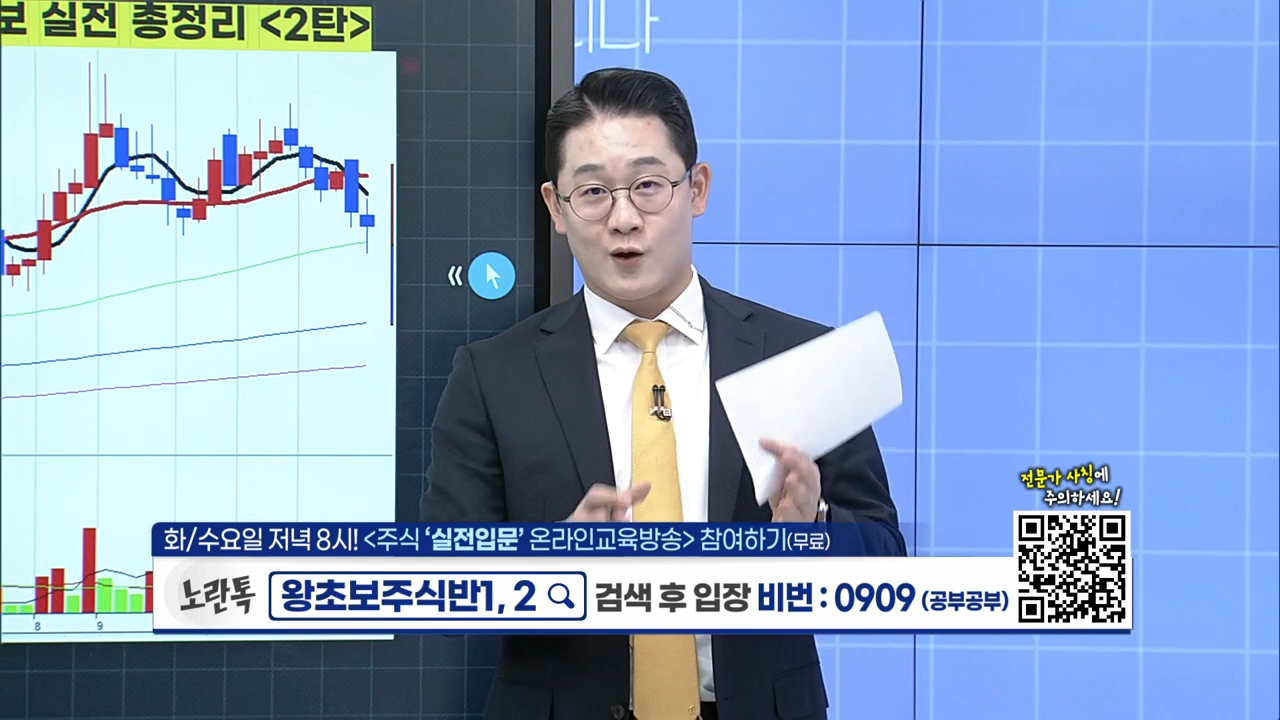 보 실전 총정리 <2탄>
니다
전문가 사칭에
주의하세요!
화/수요일 저녁 8시! <주식 '실전입문' 온라인교육방송> 참여하기(무료)
노란톡 왕초보주식반1, 2 검색 후 입장 비번 : 0909 (공부공부)
8 9